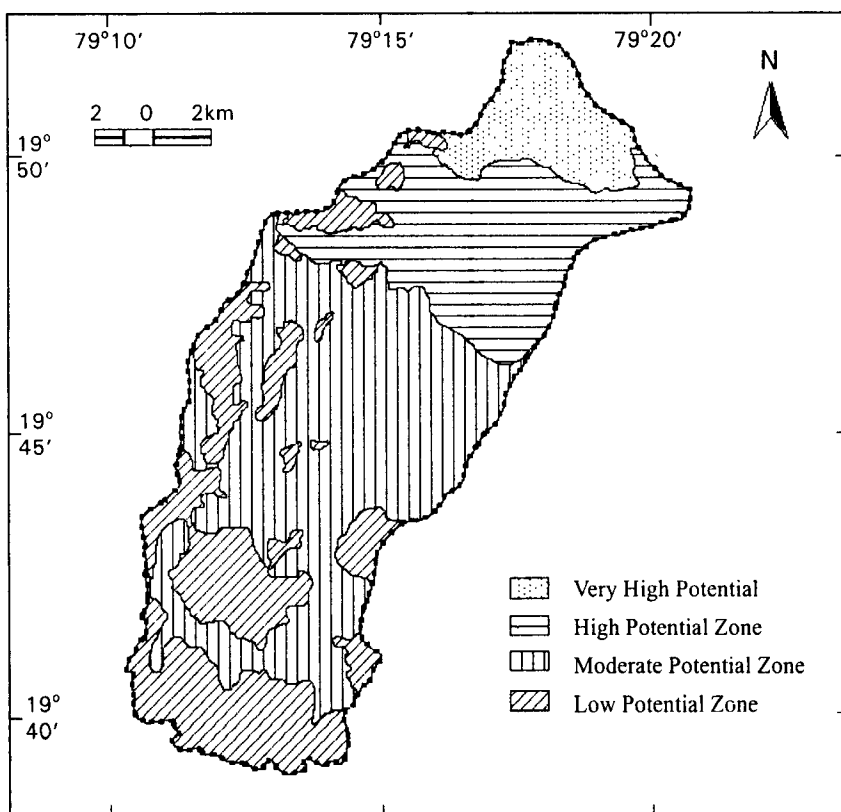 79°10′ 79°15′ 79°20′
N
2 0 2km
19°
50′
19°
45′
Very High Potential
High Potential Zone
Moderate Potential Zone
Low Potential Zone
19°
40′